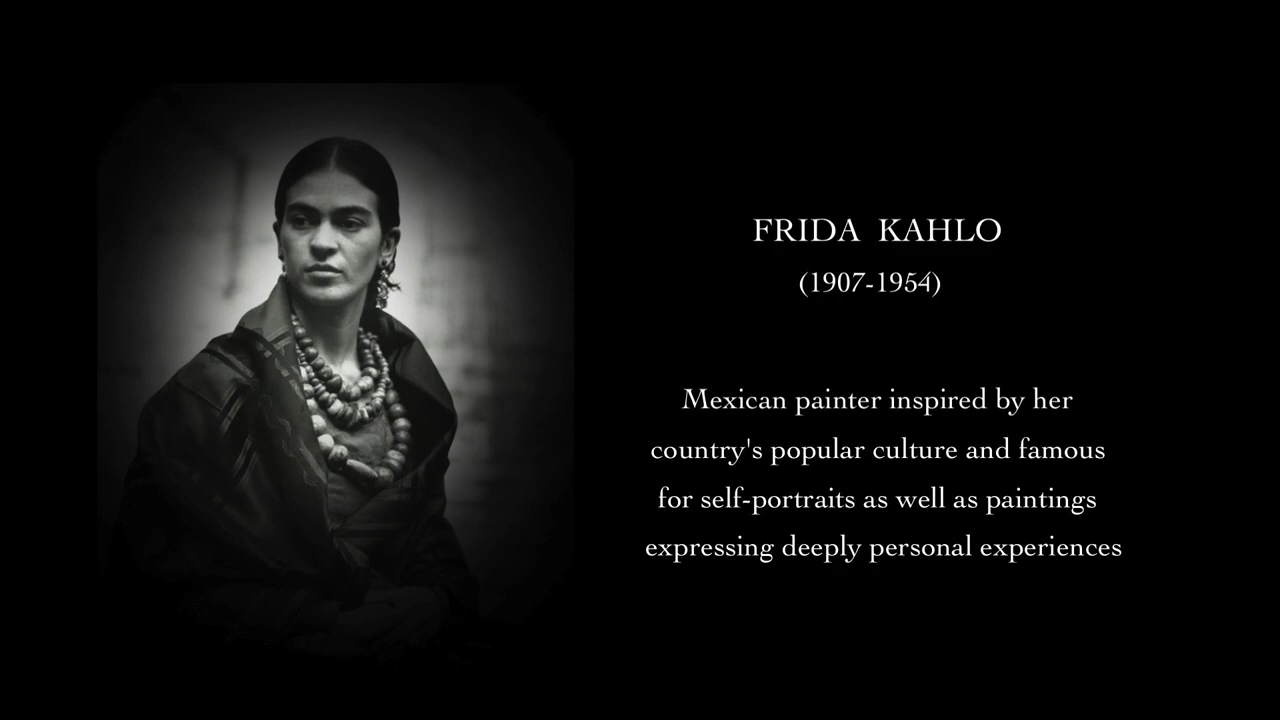 FRIDA KAHLO
(1907-1954)
Mexican painter inspired by her
country's popular culture and famous
for self-portraits as well as paintings
expressing deeply personal experiences